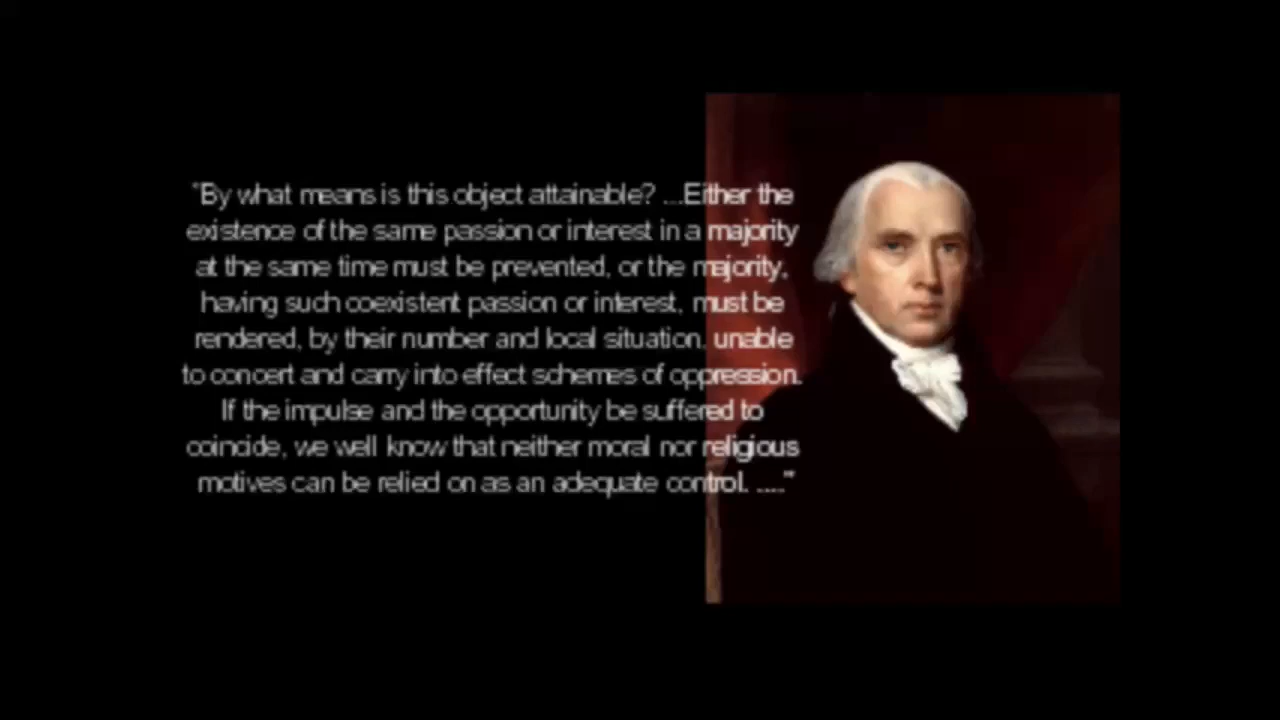 "By what means is this object attainable? ...Either the
existence of the same passion or interest in a majority
at the same time must be prevented, or the majority,
having such coexistent passion or interest, must be
rendered, by their number and local situation, unable
to concert and carry into effect schemes of oppression.
If the impulse and the opportunity be suffered to
coincide, we well know that neither moral nor religious
motives can be relied on as an adequate control. ...."